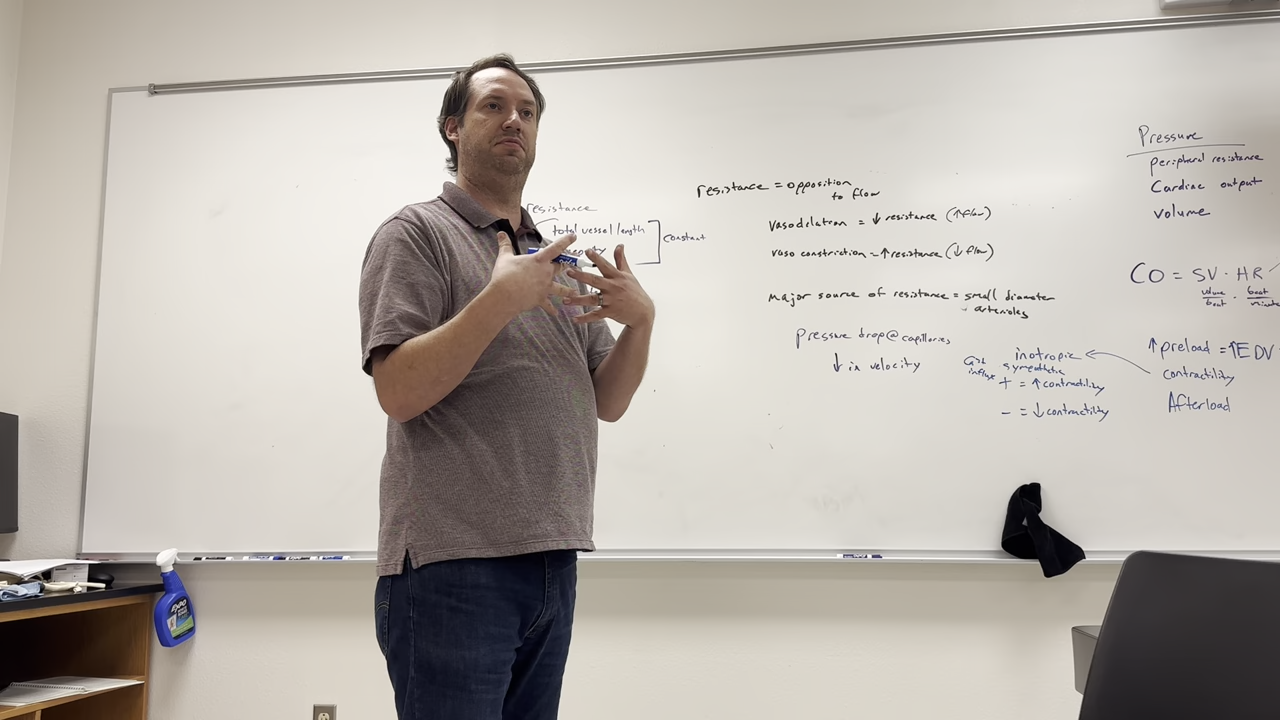 resistance
total vessel length
constant
resistance = opposition
to flow
vasodilation = ↓ resistance (↑ flow)
vaso constriction = ↑ resistance (↓ flow)
major source of resistance = small diameter
arterioles
Pressure drop @ capillaries
↓ in velocity
inotropic
sympathetic
+ = ↑ contractility
- = ↓ contractility
Pressure
peripheral resistance
Cardiac output
volume
CO = SV · HR
volume/beat · beat/minute
↑ preload = ↑ EDV
contractility
Afterload
EXPO